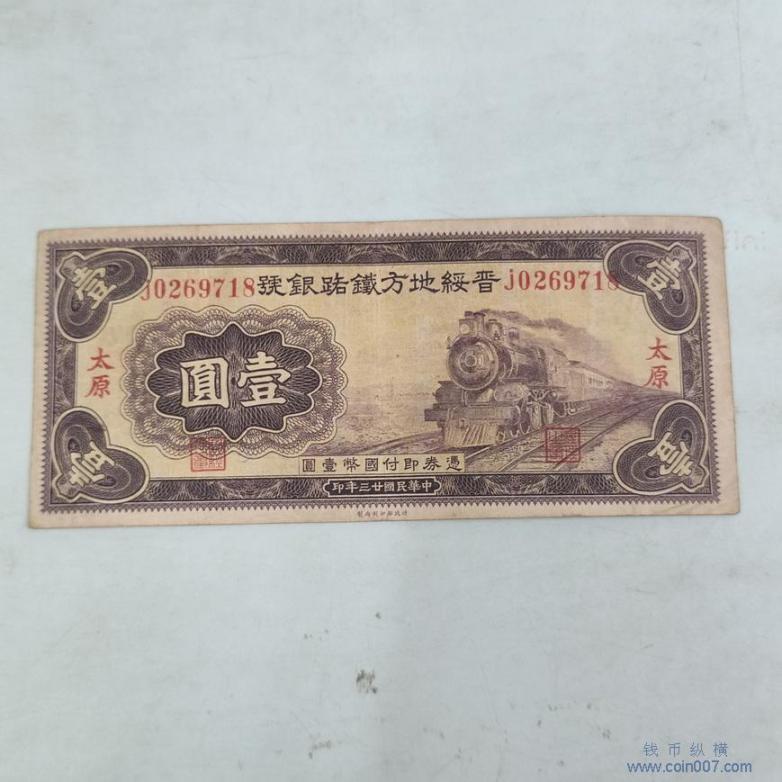 晋綏地方鐵路銀號
J0269718
J0269718
壹
壹
太原
太原
壹圓
憑券即付國幣壹圓
壹
壹
中華民國廿三年印
钱币纵横
www.coin007.com